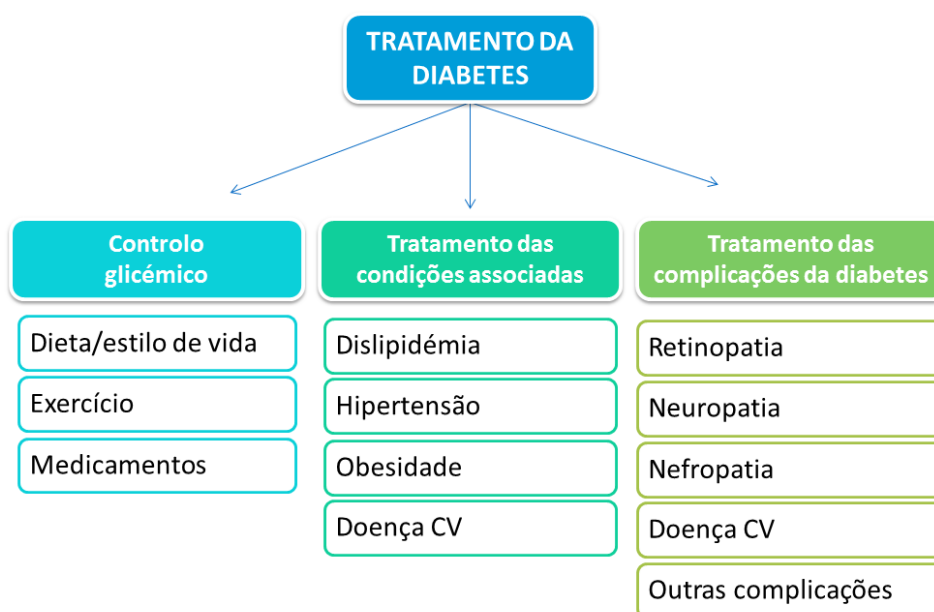 TRATAMENTO DA
DIABETES
Controlo
glicémico
Dieta/estilo de vida
Exercício
Medicamentos
Tratamento das
condições associadas
Dislipidémia
Hipertensão
Obesidade
Doença CV
Tratamento das
complicações da diabetes
Retinopatia
Neuropatia
Nefropatia
Doença CV
Outras complicações